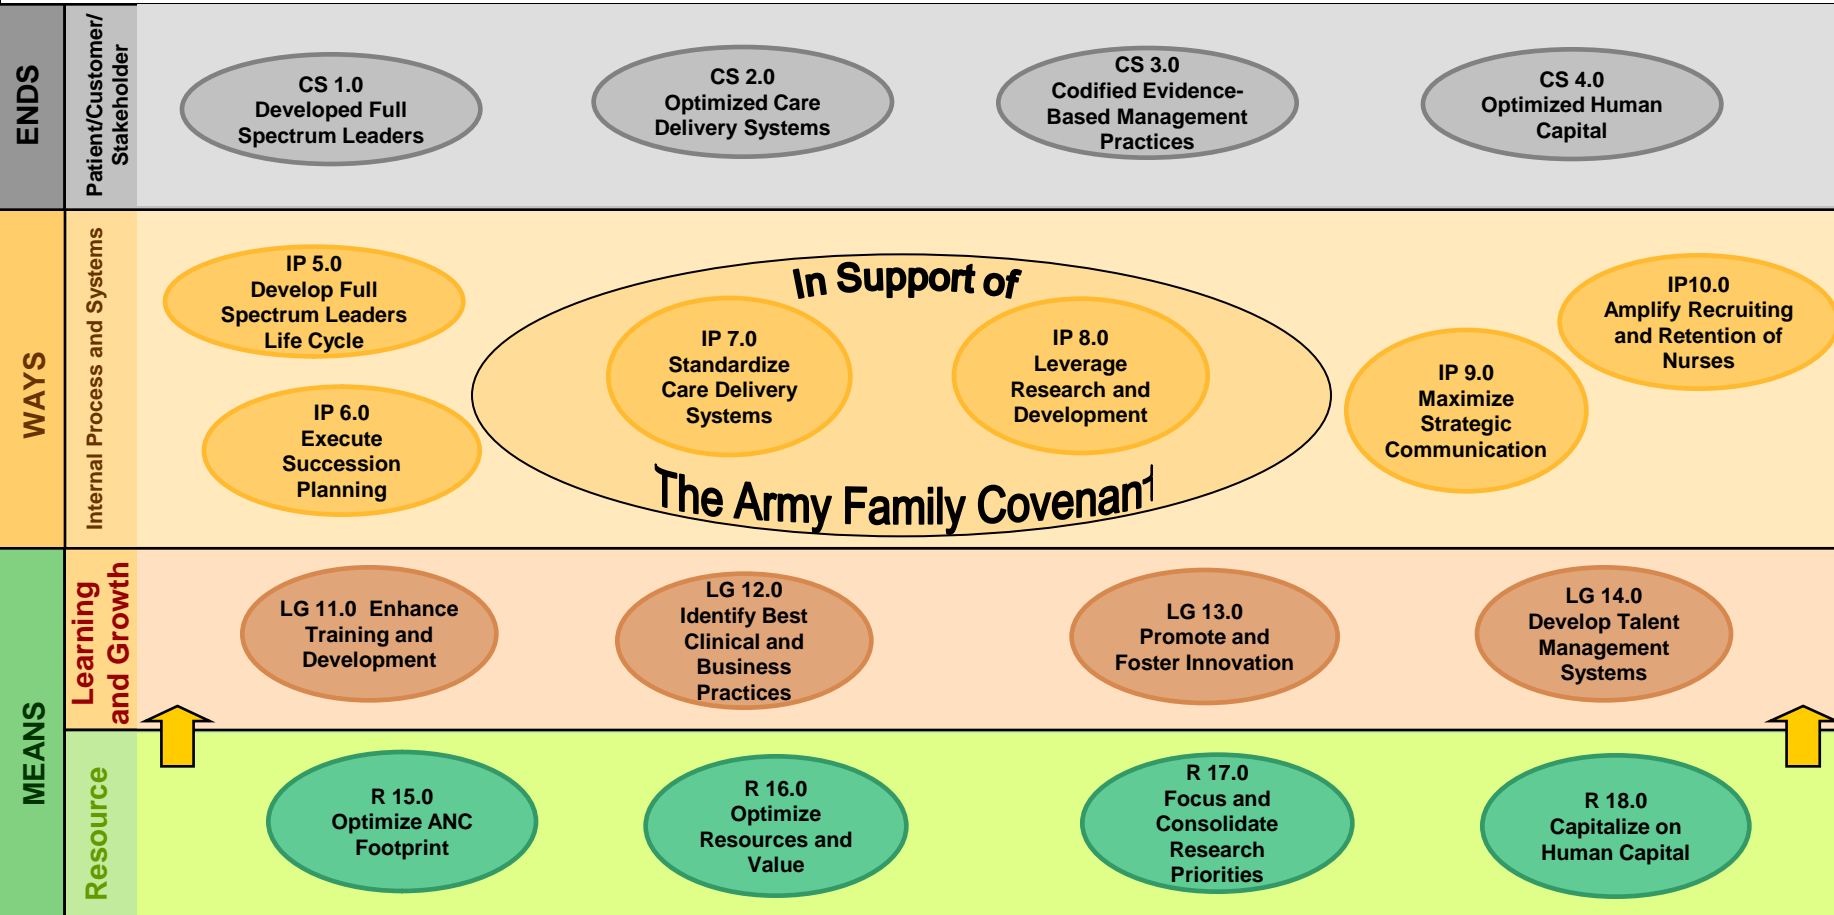 ENDS
Patient/Customer/
Stakeholder
CS 1.0
Developed Full
Spectrum Leaders
CS 2.0
Optimized Care
Delivery Systems
CS 3.0
Codified Evidence-
Based Management
Practices
CS 4.0
Optimized Human
Capital
WAYS
Internal Process and Systems
IP 5.0
Develop Full
Spectrum Leaders
Life Cycle
IP 6.0
Execute
Succession
Planning
In Support of
IP 7.0
Standardize
Care Delivery
Systems
IP 8.0
Leverage
Research and
Development
The Army Family Covenant
IP 9.0
Maximize
Strategic
Communication
IP10.0
Amplify Recruiting
and Retention of
Nurses
MEANS
Learning
and Growth
LG 11.0 Enhance
Training and
Development
LG 12.0
Identify Best
Clinical and
Business
Practices
LG 13.0
Promote and
Foster Innovation
LG 14.0
Develop Talent
Management
Systems
Resource
R 15.0
Optimize ANC
Footprint
R 16.0
Optimize
Resources and
Value
R 17.0
Focus and
Consolidate
Research
Priorities
R 18.0
Capitalize on
Human Capital